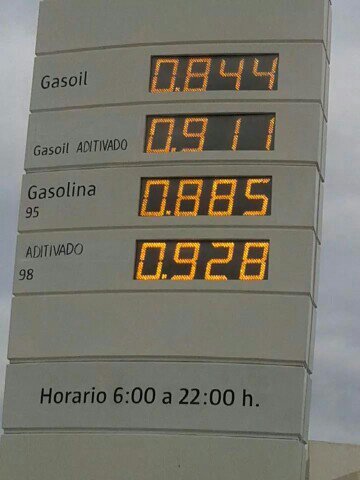 Gasoil 0.844
Gasoil ADITIVADO 0.911
Gasolina 0.885
95
ADITIVADO 0.928
98
Horario 6:00 a 22:00 h.